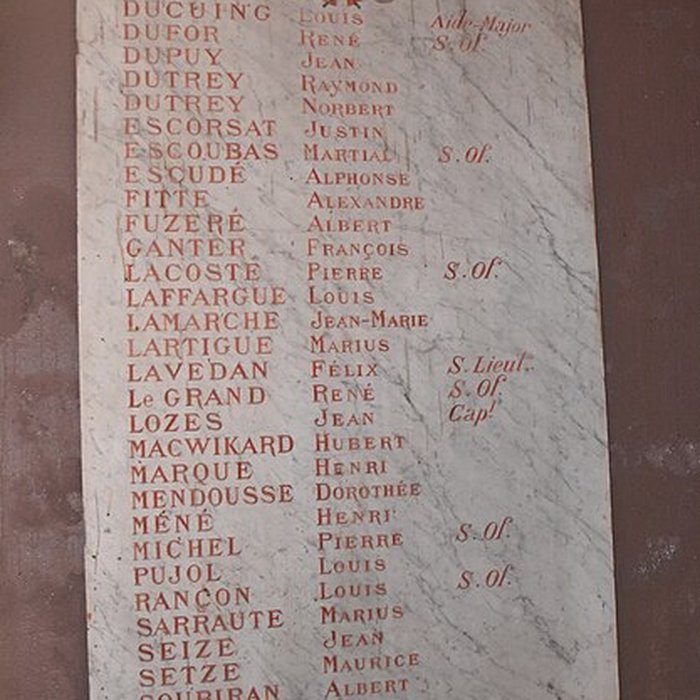 DUCUING LOUIS Aide-Major
DUFOR RENÉ S.Of.
DUPUY JEAN
DUTREY RAYMOND
DUTREY NORBERT
ESCORSAT JUSTIN
ESCOUBAS MARTIAL S.Of.
ESCUDÉ ALPHONSE
FITTE ALEXANDRE
FUZERÉ ALBERT
GANTER FRANÇOIS
LACOSTE PIERRE S.Of.
LAFFARGUE LOUIS
LAMARCHE JEAN-MARIE
LARTIGUE MARIUS
LAVEDAN FÉLIX S.Lieut.
Le GRAND RENÉ S.Of.
LOZES JEAN Capt
MACWIKARD HUBERT
MARQUE HENRI
MENDOUSSE DOROTHÉE
MÉNÉ HENRI
MICHEL PIERRE S.Of.
PUJOL LOUIS
RANÇON LOUIS S.Of.
SARRAUTE MARIUS
SEIZE JEAN
SETZE MAURICE
SOUBIRAN ALBERT